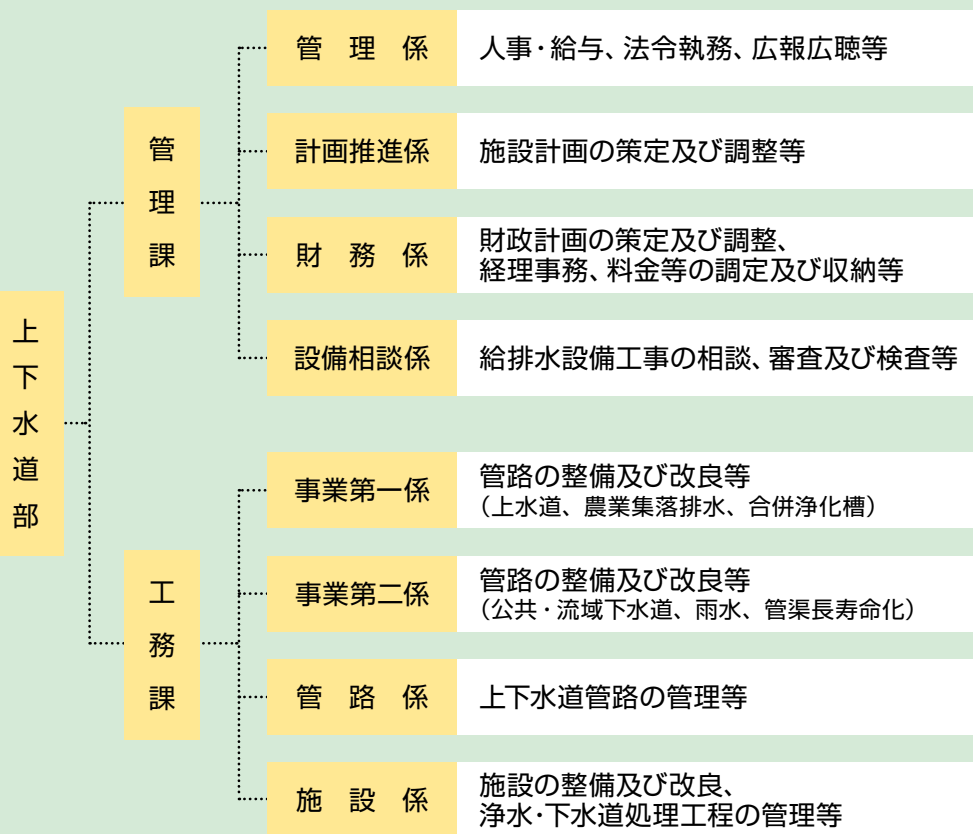 上下水道部
管理課
管理係
人事・給与、法令執務、広報広聴等
計画推進係
施設計画の策定及び調整等
財務係
財政計画の策定及び調整、
経理事務、料金等の調定及び収納等
設備相談係
給排水設備工事の相談、審査及び検査等
工務課
事業第一係
管路の整備及び改良等
（上水道、農業集落排水、合併浄化槽）
事業第二係
管路の整備及び改良等
（公共・流域下水道、雨水、管渠長寿命化）
管路係
上下水道管路の管理等
施設係
施設の整備及び改良、
浄水・下水道処理工程の管理等